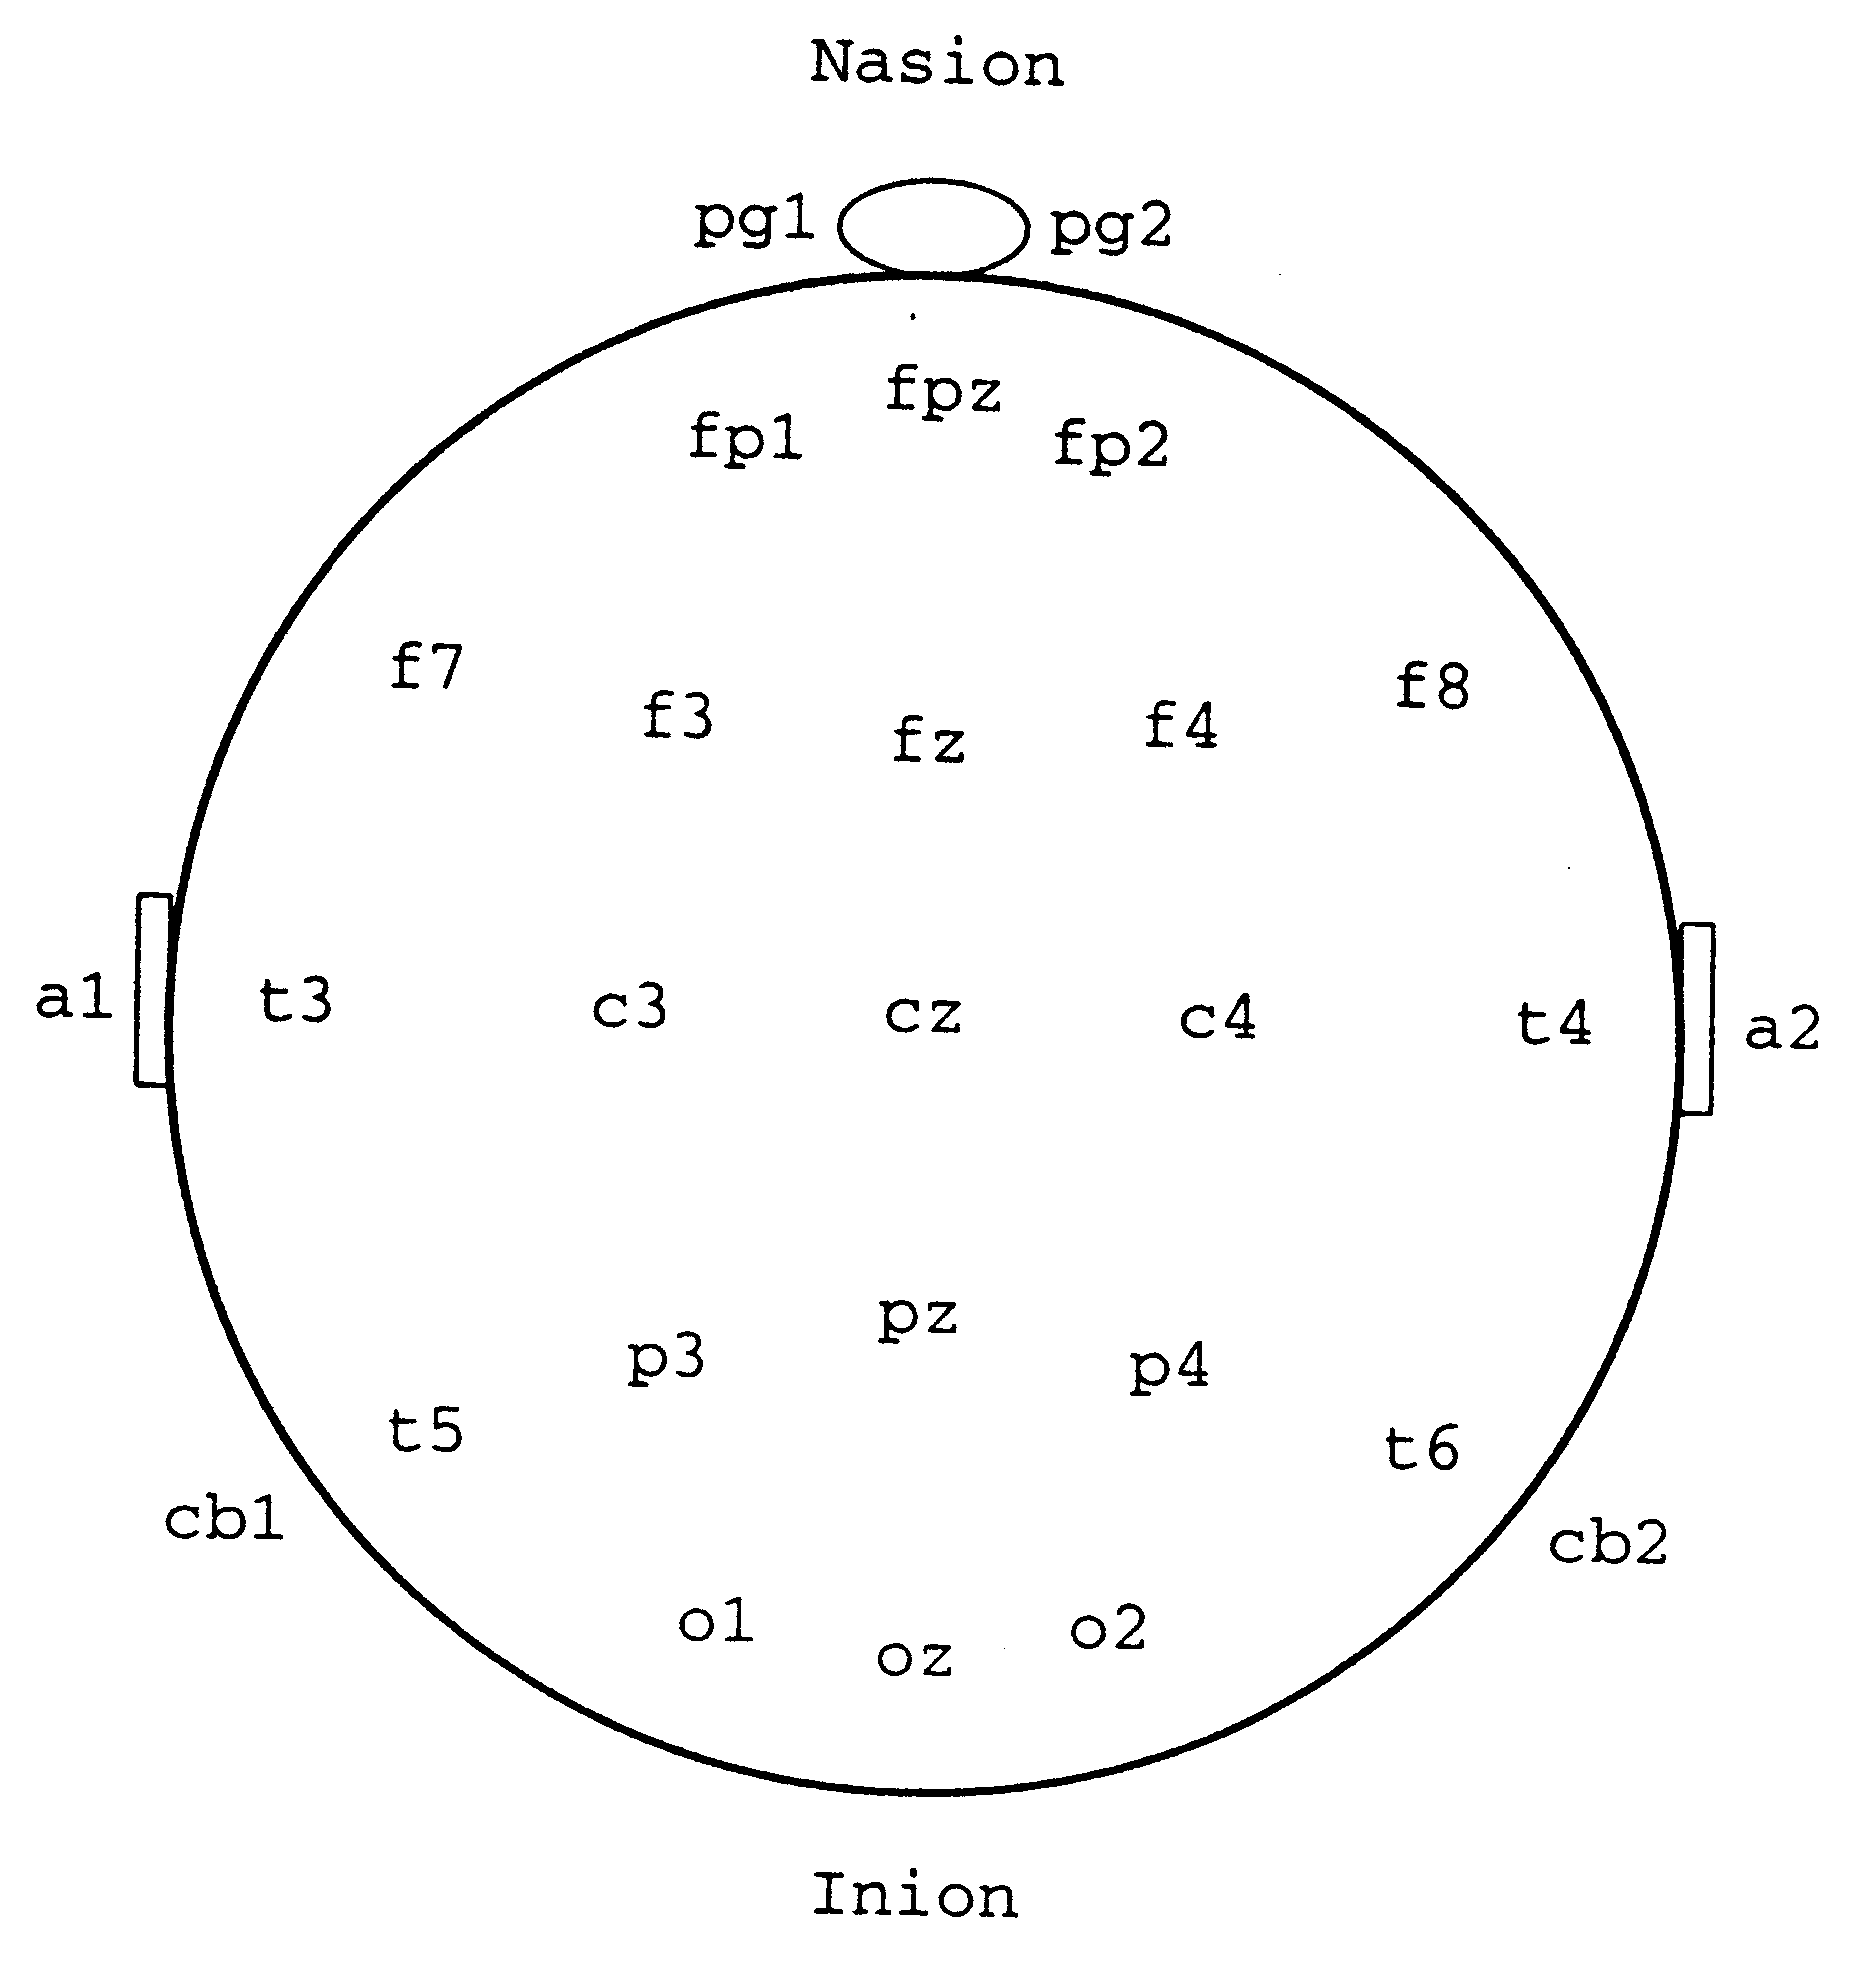 Nasion
pg1 pg2
fpz
fp1 fp2
f7 f3 fz f4 f8
a1 t3 c3 cz c4 t4 a2
p3 pz p4
t5 t6
cb1 cb2
o1 oz o2
Inion